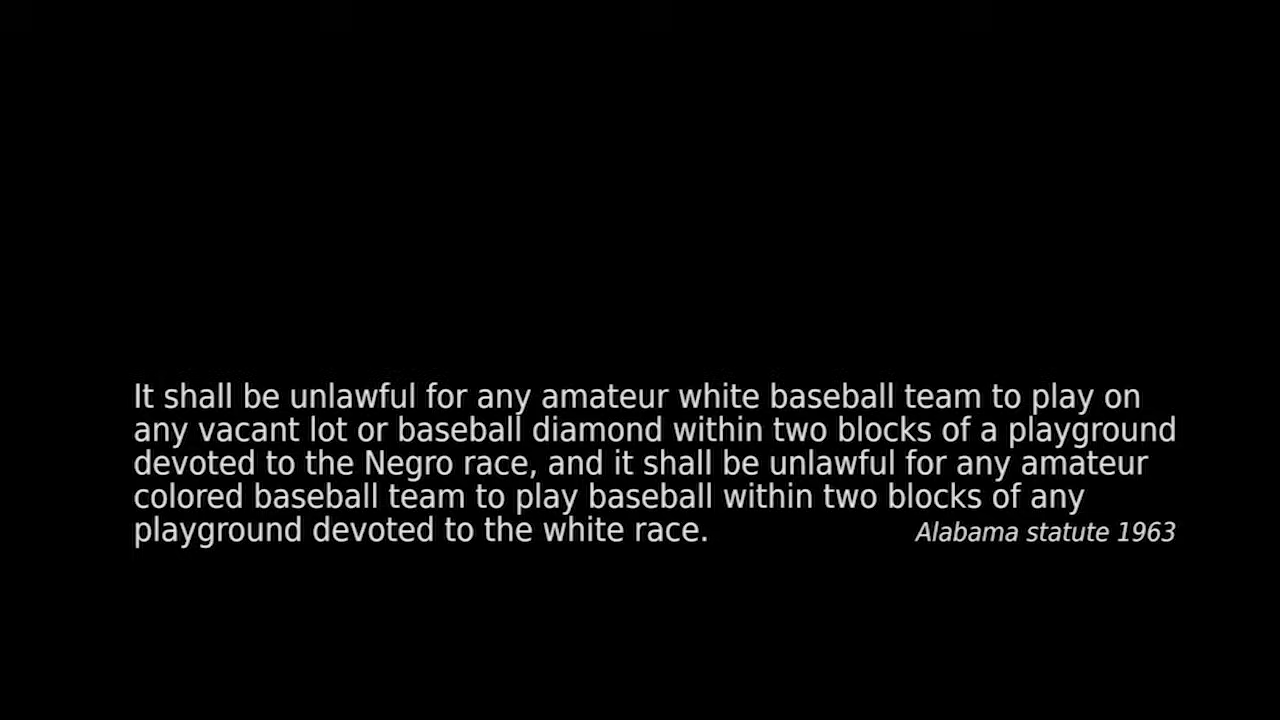 It shall be unlawful for any amateur white baseball team to play on
any vacant lot or baseball diamond within two blocks of a playground
devoted to the Negro race, and it shall be unlawful for any amateur
colored baseball team to play baseball within two blocks of any
playground devoted to the white race. Alabama statute 1963